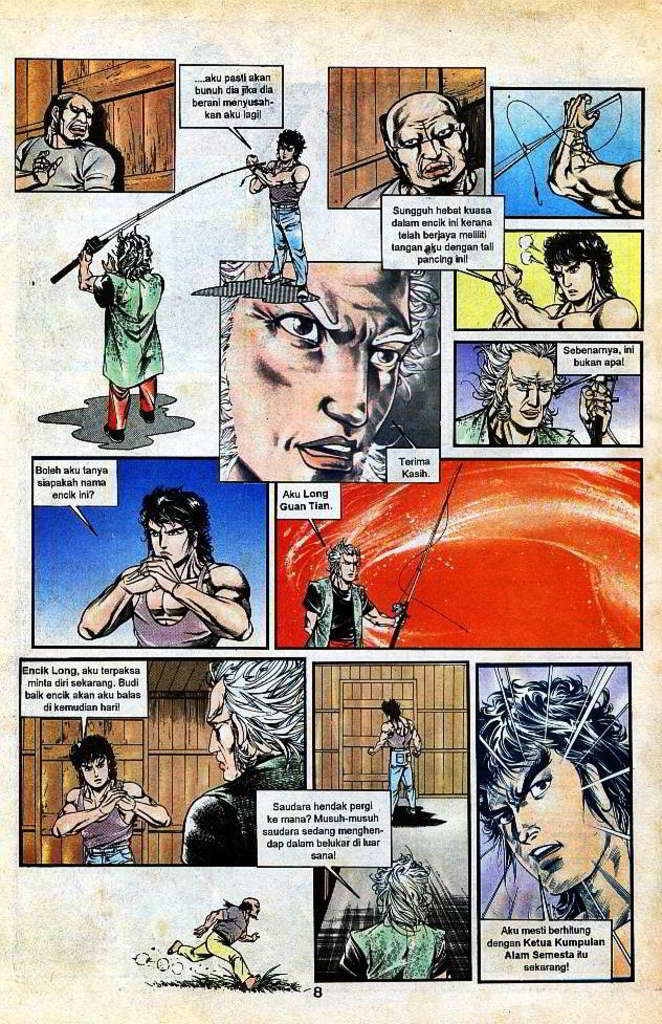 ....aku pasti akan
bunuh dia jika dia
berani menyusah-
kan aku lagi!
Sungguh hebat kuasa
dalam encik ini kerana
telah berjaya meliliti
tangan aku dengan tali
pancing ini!
Sebenarnya, ini
bukan apa!
Terima
Kasih.
Boleh aku tanya
siapakah nama
encik ini?
Aku Long
Guan Tian.
Encik Long, aku terpaksa
minta diri sekarang. Budi
baik encik akan aku balas
di kemudian hari!
Saudara hendak pergi
ke mana? Musuh-musuh
saudara sedang menghen-
dap dalam belukar di luar
sana!
Aku mesti berhitung
dengan Ketua Kumpulan
Alam Semesta itu
sekarang!
8